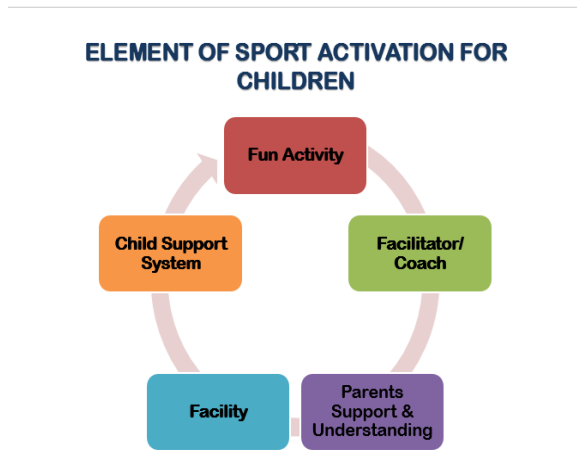 ELEMENT OF SPORT ACTIVATION FOR
CHILDREN
Fun Activity
Facilitator/
Coach
Parents
Support &
Understanding
Facility
Child Support
System